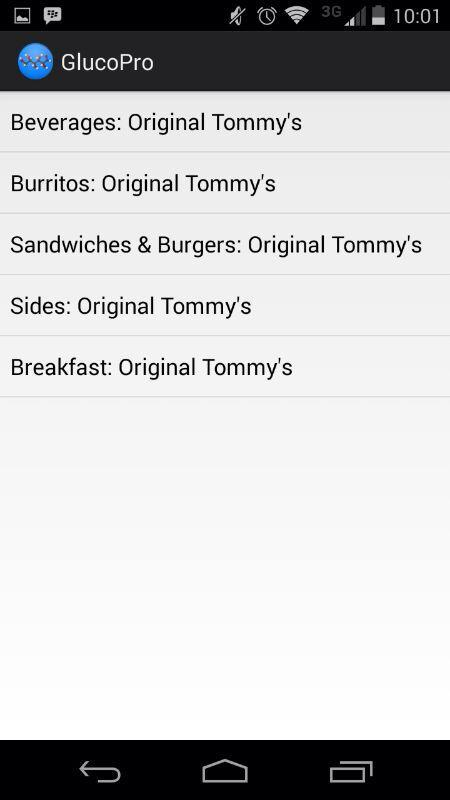 3G 10:01
GlucoPro
Beverages: Original Tommy's
Burritos: Original Tommy's
Sandwiches & Burgers: Original Tommy's
Sides: Original Tommy's
Breakfast: Original Tommy's